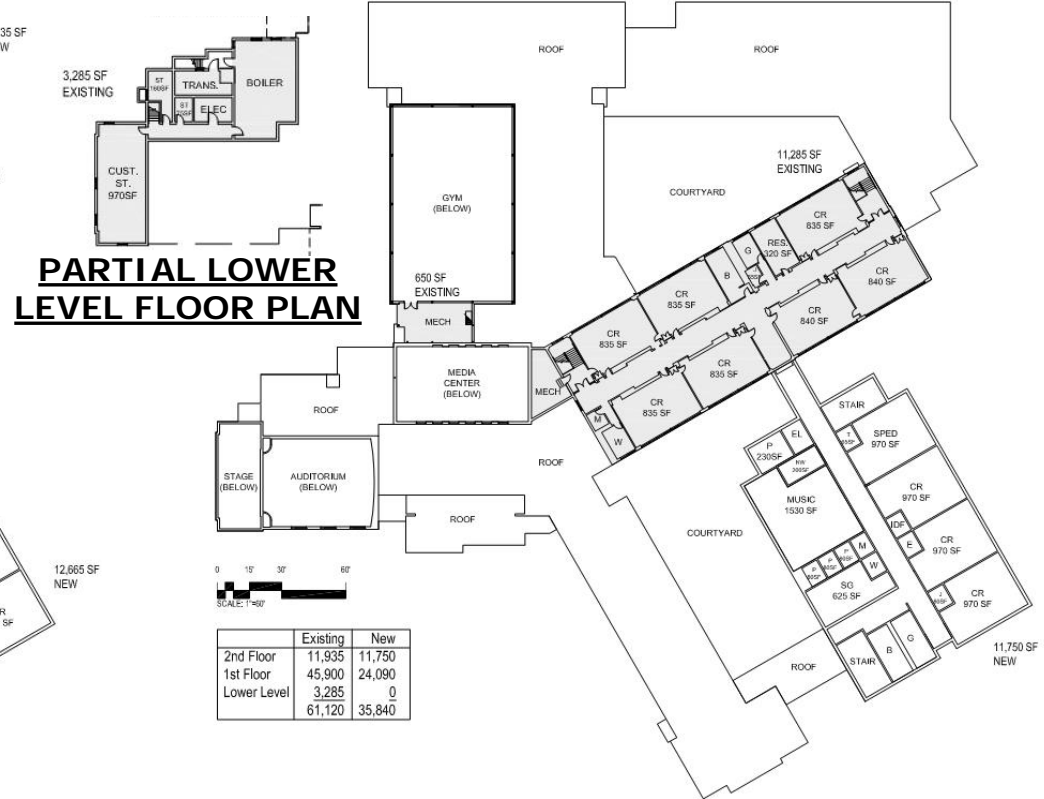 35 SF
W
3,285 SF
EXISTING
ST
TRANS.
BOILER
ST
ELEC
CUST.
ST.
970SF
PARTIAL LOWER
LEVEL FLOOR PLAN
ROOF
ROOF
GYM
(BELOW)
COURTYARD
11,285 SF
EXISTING
CR
835 SF
G
RES.
320 SF
B
CR
840 SF
650 SF
EXISTING
MECH
CR
835 SF
CR
835 SF
CR
840 SF
MEDIA
CENTER
(BELOW)
MECH
CR
835 SF
CR
835 SF
M
W
ROOF
STAGE
(BELOW)
AUDITORIUM
(BELOW)
ROOF
ROOF
STAIR
SPED
970 SF
P
230SF
EL
MUSIC
1530 SF
CR
970 SF
IDF
E
CR
970 SF
COURTYARD
P
P
P
M
W
SG
625 SF
J
CR
970 SF
STAIR
B
G
ROOF
11,750 SF
NEW
12,665 SF
NEW
R
SF
0 15' 30' 60'
SCALE: 1"=60'
Existing New
2nd Floor 11,935 11,750
1st Floor 45,900 24,090
Lower Level 3,285 0
61,120 35,840